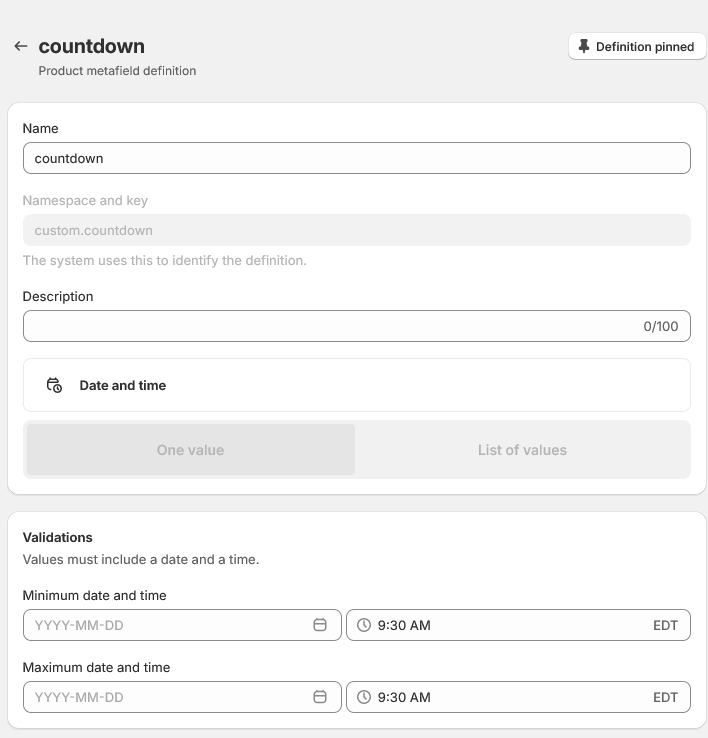 countdown
Definition pinned
Product metafield definition
Name
countdown
Namespace and key
custom.countdown
The system uses this to identify the definition.
Description
0/100
Date and time
One value
List of values
Validations
Values must include a date and a time.
Minimum date and time
YYYY-MM-DD
9:30 AM
EDT
Maximum date and time
YYYY-MM-DD
9:30 AM
EDT